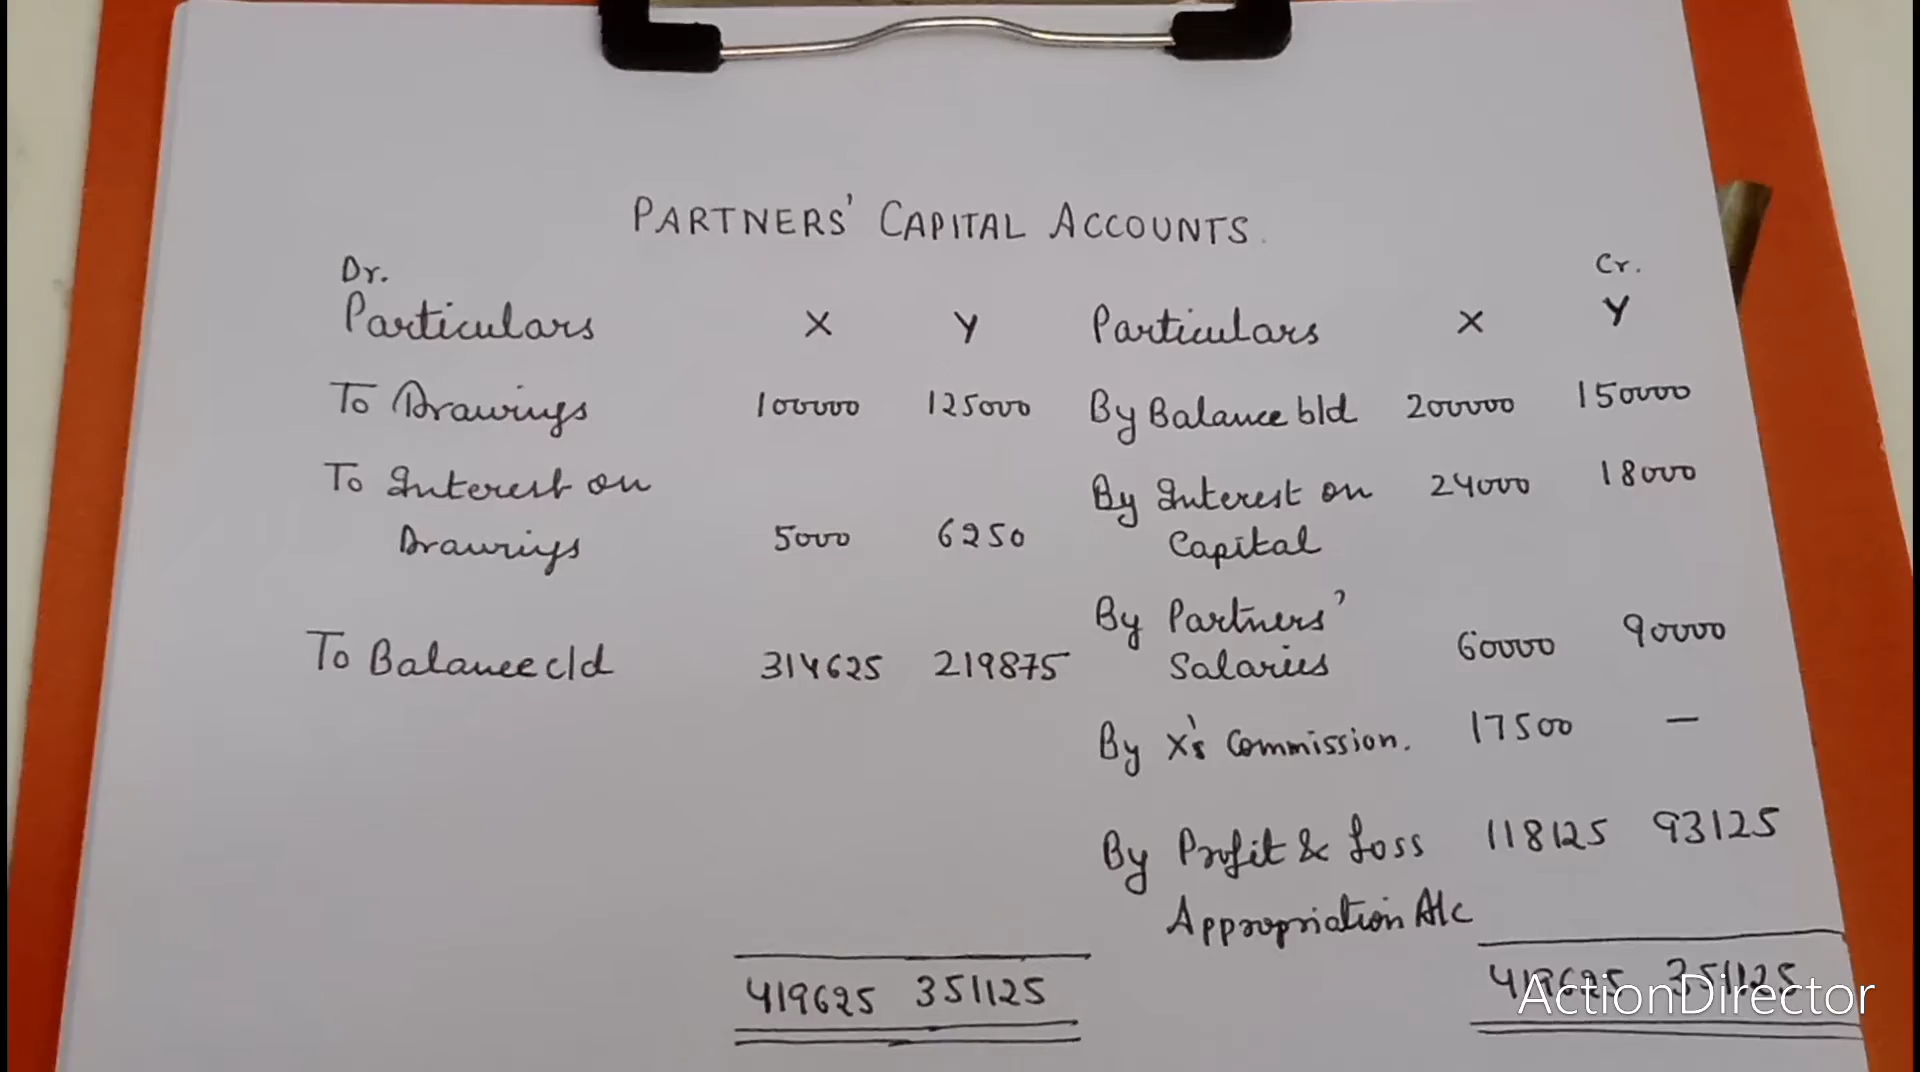 PARTNERS' CAPITAL ACCOUNTS.
Dr. Cr.
Particulars X Y Particulars X Y
To Drawings 100000 125000 By Balance b/d 200000 150000
To Interest on By Interest on 24000 18000
Drawings 5000 6250 Capital
By Partners'
To Balance c/d 314625 219875 Salaries 60000 90000
By X's Commission. 17500 —
By Profit & Loss 118125 93125
Appropriation A/c
419625 351125 419625 351125
ActionDirector